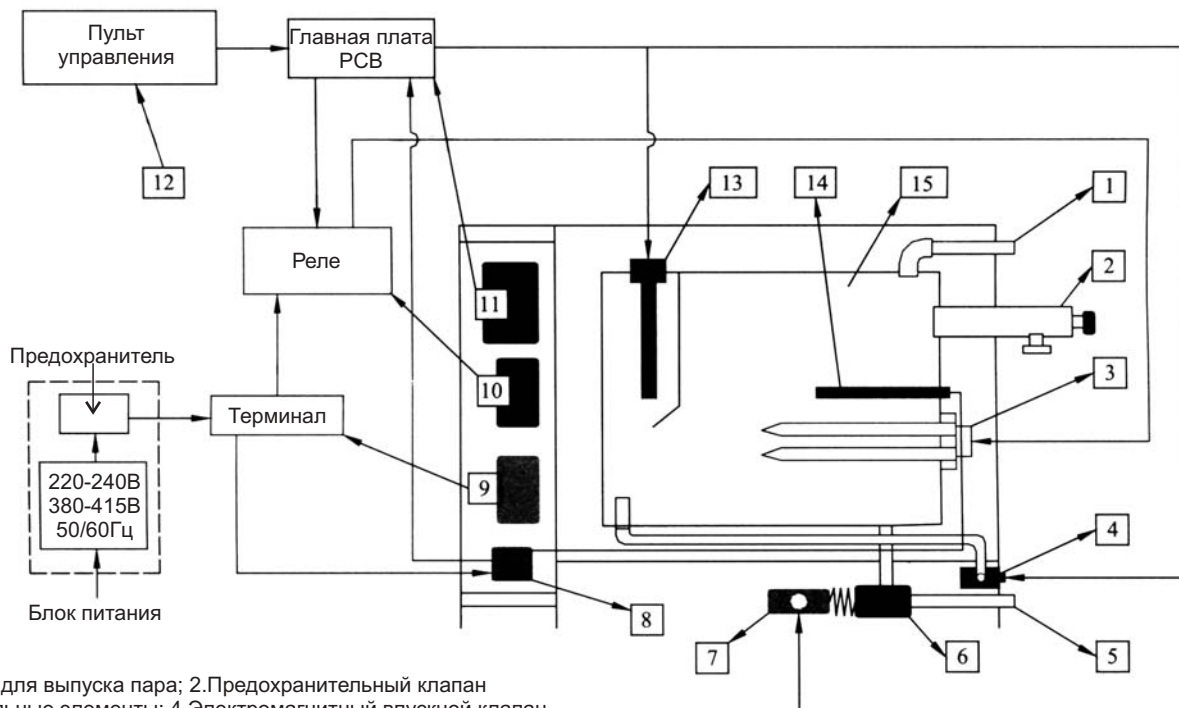 Пульт
управления
Главная плата
PCB
12
13
14
15
1
2
Реле
11
3
Предохранитель
10
Терминал
220-240В
380-415В
50/60Гц
9
4
Блок питания
8
7
6
5
для выпуска пара; 2.Предохранительный клапан